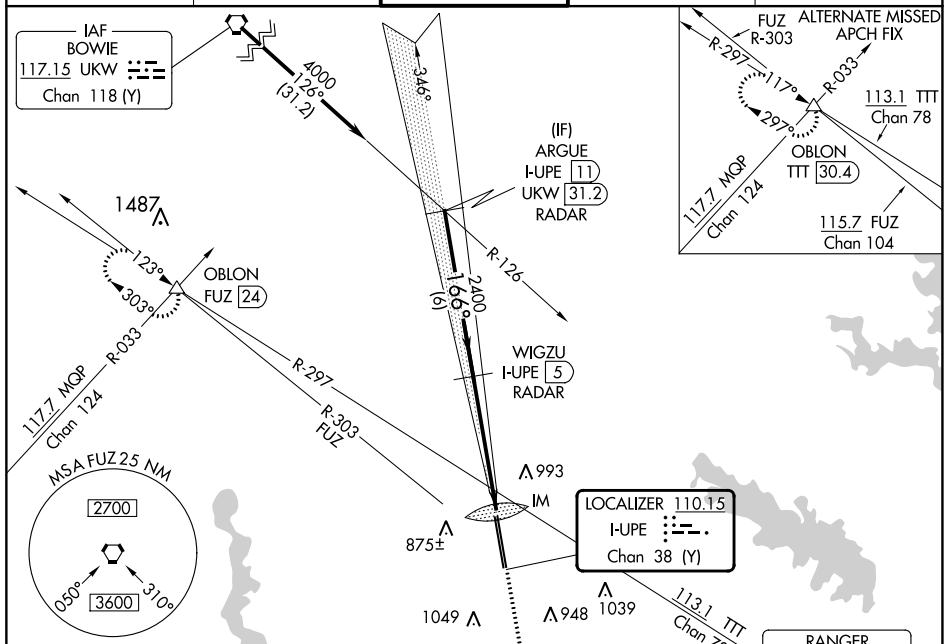 IAF
BOWIE
117.15 UKW
Chan 118 (Y)
4000
126°
(31.2)
346°
(IF)
ARGUE
I-UPE 11
UKW 31.2
RADAR
FUZ
R-303
ALTERNATE MISSED
APCH FIX
R-297
117°
R-033
297°
113.1 TTT
Chan 78
OBLON
TTT 30.4
117.7 MQP
Chan 124
115.7 FUZ
Chan 104
1487
123°
303°
OBLON
FUZ 24
R-033
117.7 MQP
Chan 124
R-126
2400
166°
(6)
WIGZU
I-UPE 5
RADAR
R-297
R-303
FUZ
MSA FUZ 25 NM
2700
050°
310°
3600
993
IM
875±
LOCALIZER 110.15
I-UPE
Chan 38 (Y)
1049
948
1039
113.1 TTT
RANGER